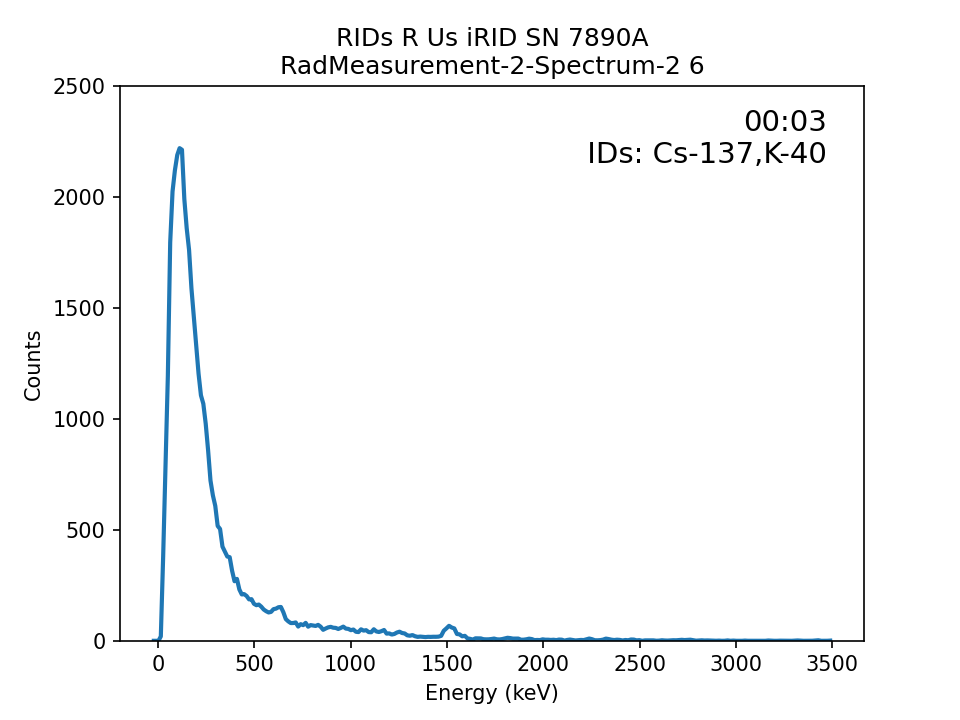 RIDs R Us iRID SN 7890A
RadMeasurement-2-Spectrum-2 6
00:03
IDs: Cs-137,K-40
2500
2000
1500
1000
500
0
Counts
0 500 1000 1500 2000 2500 3000 3500
Energy (keV)